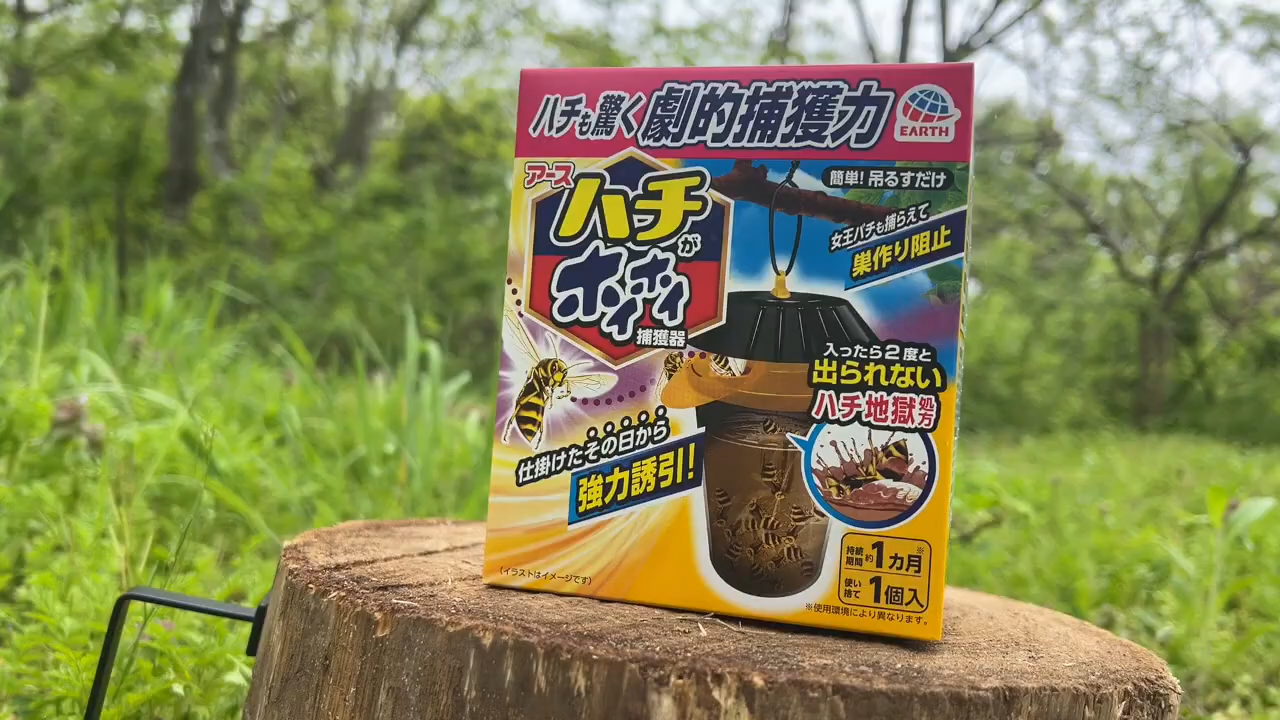 ハチも驚く劇的捕獲力
EARTH
アース
ハチが
ホイホイ
捕獲器
簡単!吊るすだけ
女王バチも捕らえて
巣作り阻止
入ったら2度と
出られない
ハチ地獄処方
仕掛けたその日から
強力誘引!
持続期間 約1カ月※
使い捨て 1個入
(イラストはイメージです)
※使用環境により異なります。